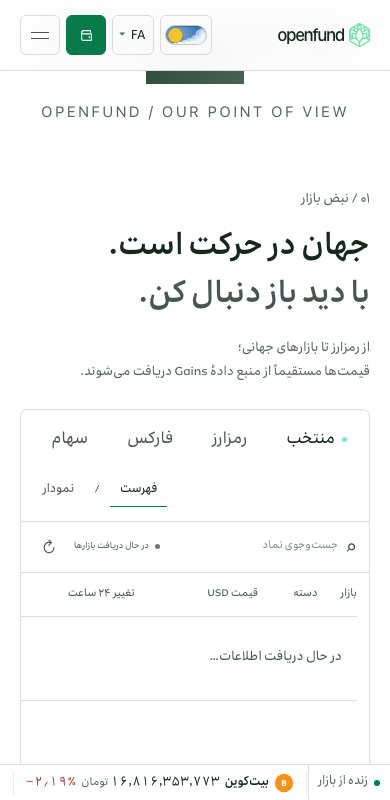 openfund
FA
OPENFUND / OUR POINT OF VIEW
۰۱ / نبض بازار
جهان در حرکت است.
با دید باز دنبال کن.
از رمزارز تا بازارهای جهانی؛
قیمت‌ها مستقیماً از منبع دادهٔ Gains دریافت می‌شوند.
منتخب رمزارز فارکس سهام
فهرست / نمودار
جست‌وجوی نماد در حال دریافت بازارها
بازار دسته قیمت USD تغییر ۲۴ ساعت
در حال دریافت اطلاعات…
زنده از بازار B بیت‌کوین ۱۶,۸۱۶,۳۵۳,۷۷۳ تومان −۲٫۱۹٪